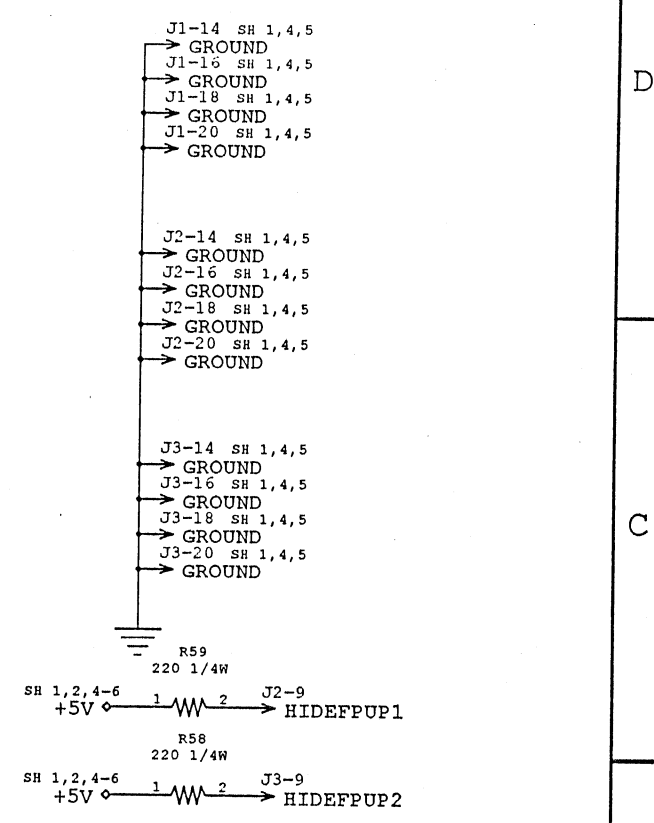 J1-14 SH 1,4,5
GROUND
J1-16 SH 1,4,5
GROUND
J1-18 SH 1,4,5
GROUND
J1-20 SH 1,4,5
GROUND
D
J2-14 SH 1,4,5
GROUND
J2-16 SH 1,4,5
GROUND
J2-18 SH 1,4,5
GROUND
J2-20 SH 1,4,5
GROUND
J3-14 SH 1,4,5
GROUND
J3-16 SH 1,4,5
GROUND
J3-18 SH 1,4,5
GROUND
C
J3-20 SH 1,4,5
GROUND
R59
220 1/4W
SH 1,2,4-6
+5V 1 2 J2-9
HIDEFPUP1
R58
220 1/4W
SH 1,2,4-6
+5V 1 2 J3-9
HIDEFPUP2